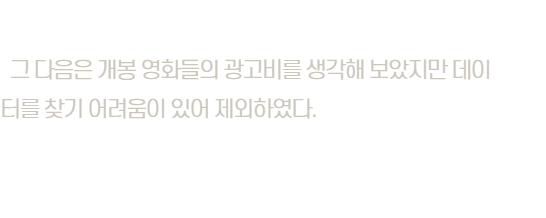 그 다음은 개봉 영화들의 광고비를 생각해 보았지만 데이
터를 찾기 어려움이 있어 제외하였다.